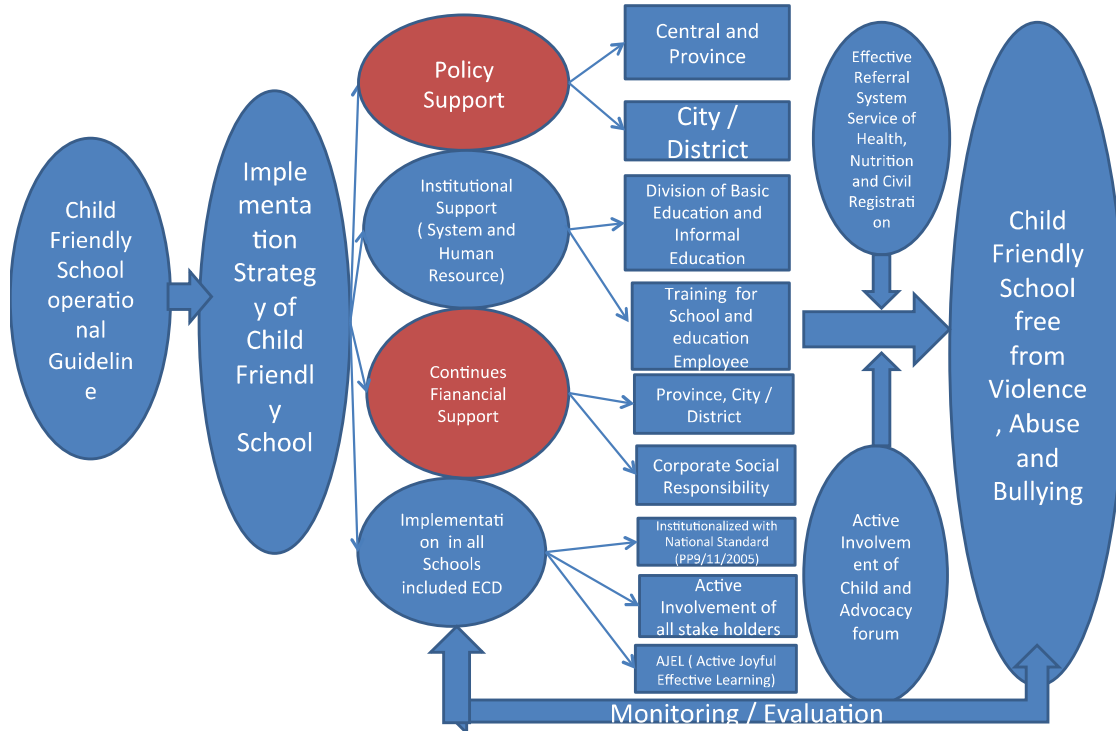 Child
Friendly
School
operatio
nal
Guidelin
e
Imple
menta
tion
Strateg
y of
Child
Friendl
y
School
Policy
Support
Institutional
Support
( System and
Human
Resource)
Continues
Fianancial
Support
Implementati
on  in all
Schools
included ECD
Central and
Province
City /
District
Division of Basic
Education and
Informal
Education
Training  for
School and
education
Employee
Province, City /
District
Corporate Social
Responsibility
Institutionalized with
National Standard
(PP9/11/2005)
Active
Involvement of
all stake holders
AJEL ( Active Joyful
Effective Learning)
Effective
Referral
System
Service of
Health,
Nutrition
and Civil
Registrati
on
Active
Involvem
ent of
Child and
Advocacy
forum
Child
Friendly
School
free
from
Violence
, Abuse
and
Bullying
Monitoring / Evaluation